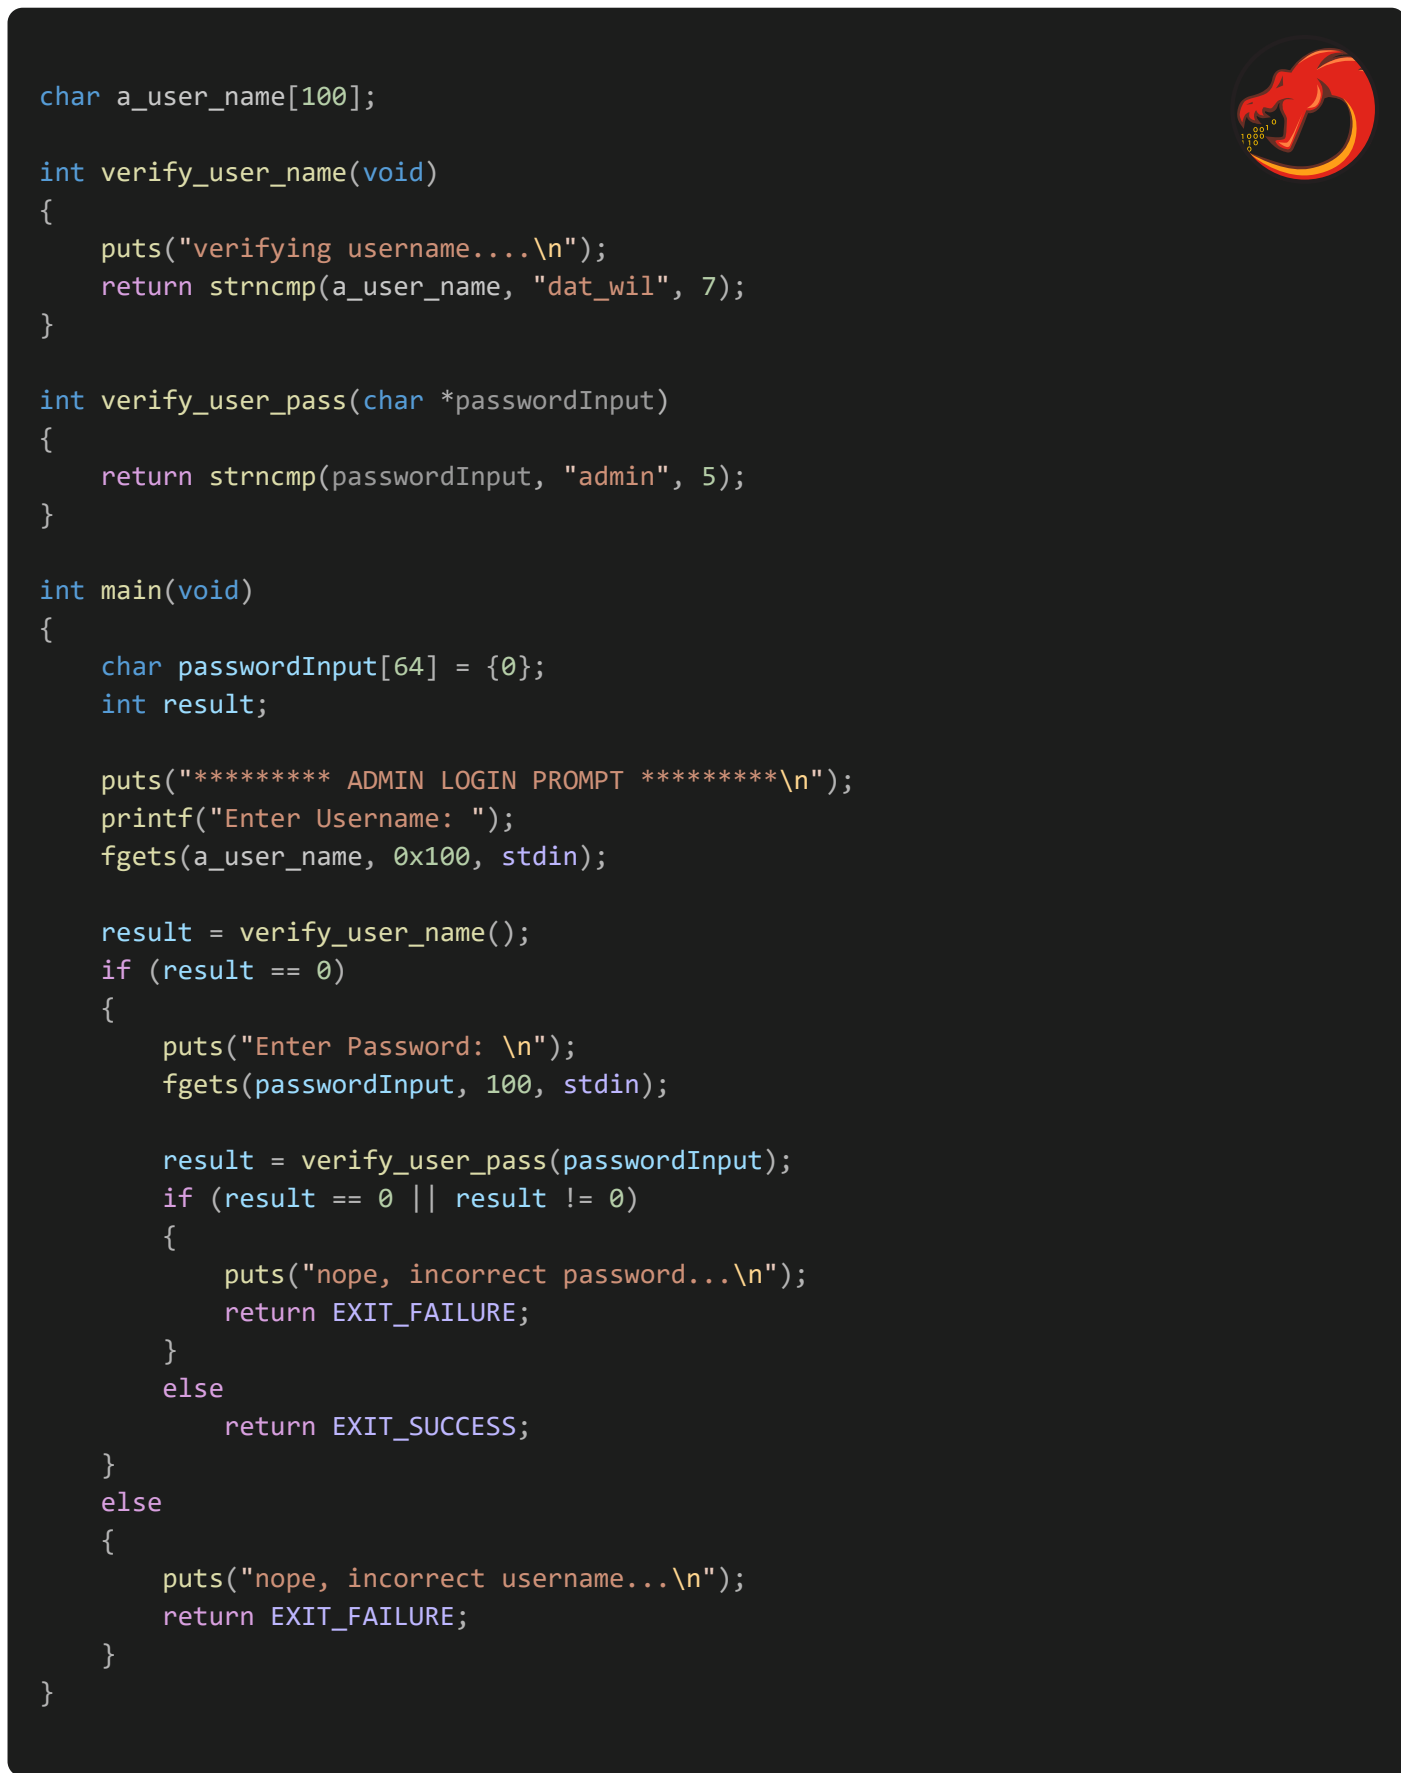 char a_user_name[100];

int verify_user_name(void)
{
    puts("verifying username....\n");
    return strncmp(a_user_name, "dat_wil", 7);
}

int verify_user_pass(char *passwordInput)
{
    return strncmp(passwordInput, "admin", 5);
}

int main(void)
{
    char passwordInput[64] = {0};
    int result;

    puts("********* ADMIN LOGIN PROMPT *********\n");
    printf("Enter Username: ");
    fgets(a_user_name, 0x100, stdin);

    result = verify_user_name();
    if (result == 0)
    {
        puts("Enter Password: \n");
        fgets(passwordInput, 100, stdin);

        result = verify_user_pass(passwordInput);
        if (result == 0 || result != 0)
        {
            puts("nope, incorrect password...\n");
            return EXIT_FAILURE;
        }
        else
            return EXIT_SUCCESS;
    }
    else
    {
        puts("nope, incorrect username...\n");
        return EXIT_FAILURE;
    }
}